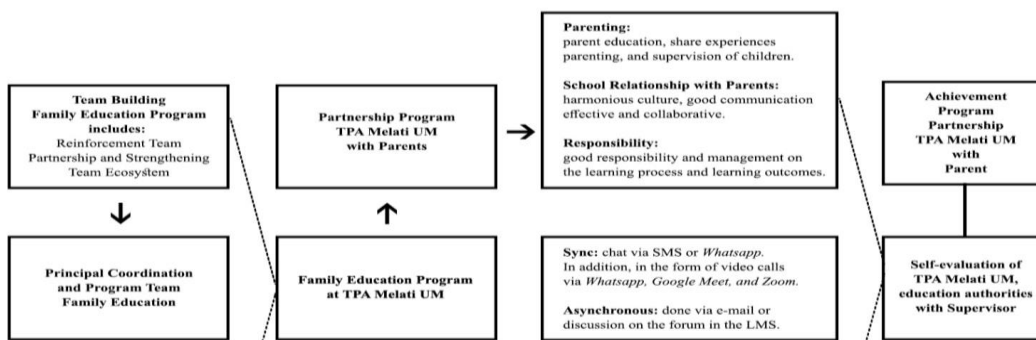 Team Building
Family Education Program
includes:
Reinforcement Team
Partnership and Strengthening
Team Ecosystem
Principal Coordination
and Program Team
Family Education
Partnership Program
TPA Melati UM
with Parents
Family Education Program
at TPA Melati UM
Parenting:
parent education, share experiences
parenting, and supervision of children.
School Relationship with Parents:
harmonious culture, good communication
effective and collaborative.
Responsibility:
good responsibility and management on
the learning process and learning outcomes.
Sync: chat via SMS or Whatsapp.
In addition, in the form of video calls
via Whatsapp, Google Meet, and Zoom.
Asynchronous: done via e-mail or
discussion on the forum in the LMS.
Achievement
Program
Partnership
TPA Melati UM
with
Parent
Self-evaluation of
TPA Melati UM,
education authorities
with Supervisor